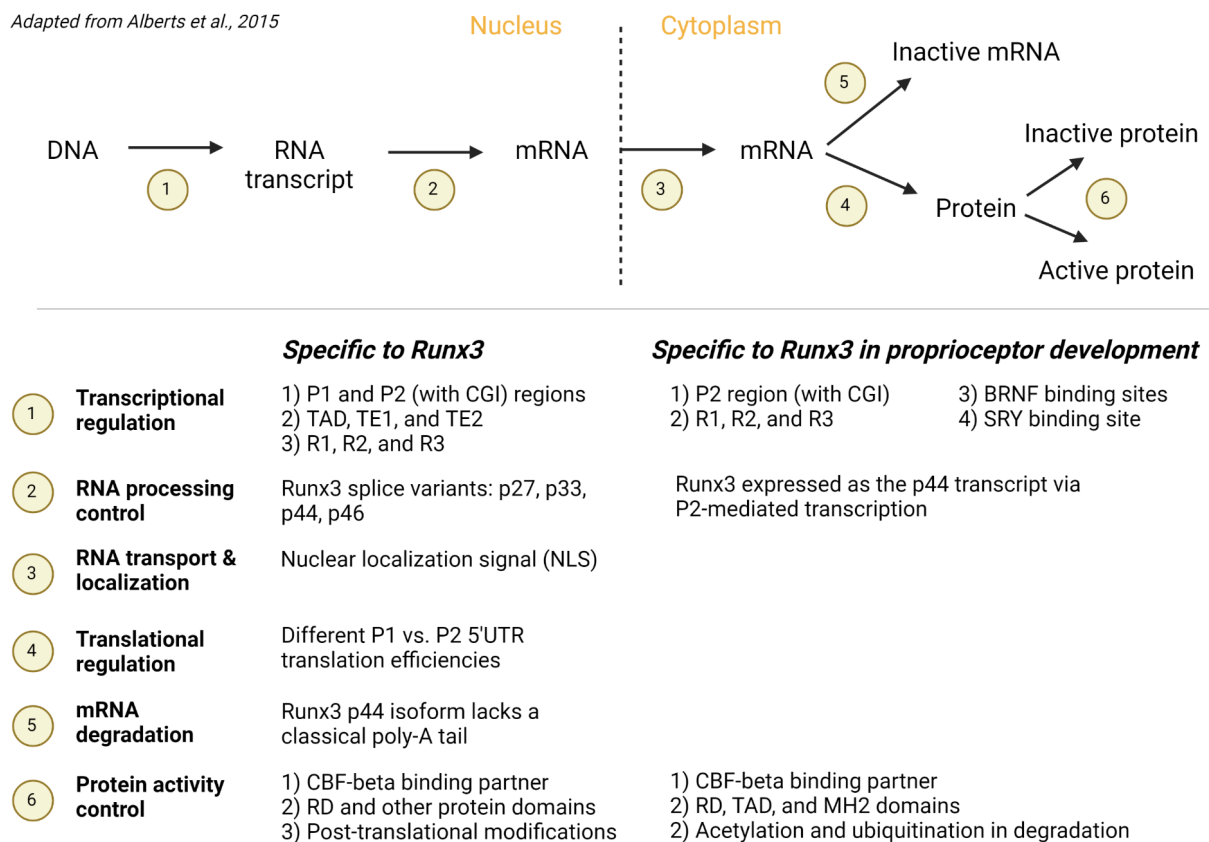 Adapted from Alberts et al., 2015
Nucleus
Cytoplasm
Inactive mRNA
5
DNA
RNA
transcript
mRNA
mRNA
Inactive protein
1
2
3
4
Protein
6
Active protein
Specific to Runx3
Specific to Runx3 in proprioceptor development
1
Transcriptional
regulation
1) P1 and P2 (with CGI) regions
2) TAD, TE1, and TE2
3) R1, R2, and R3
1) P2 region (with CGI)
2) R1, R2, and R3
3) BRNF binding sites
4) SRY binding site
2
RNA processing
control
Runx3 splice variants: p27, p33,
p44, p46
Runx3 expressed as the p44 transcript via
P2-mediated transcription
3
RNA transport &
localization
Nuclear localization signal (NLS)
4
Translational
regulation
Different P1 vs. P2 5'UTR
translation efficiencies
5
mRNA
degradation
Runx3 p44 isoform lacks a
classical poly-A tail
6
Protein activity
control
1) CBF-beta binding partner
2) RD and other protein domains
3) Post-translational modifications
1) CBF-beta binding partner
2) RD, TAD, and MH2 domains
2) Acetylation and ubiquitination in degradation